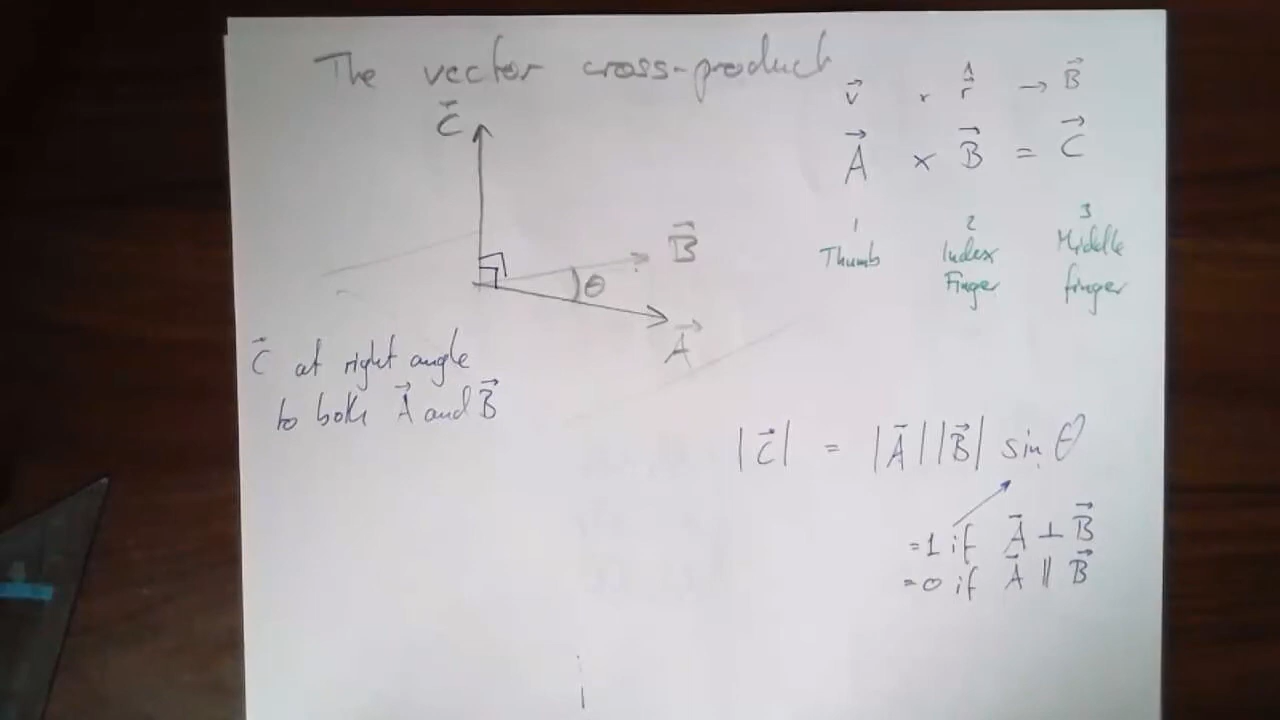 The vector cross-product
v⃗ × r̂ → B⃗
A⃗ × B⃗ = C⃗
1 2 3
Thumb Index Finger Middle finger
C⃗
B⃗
θ
A⃗
C⃗ at right angle
to both A⃗ and B⃗
|C⃗| = |A⃗||B⃗| sin θ
=1 if A⃗ ⊥ B⃗
=0 if A⃗ ∥ B⃗